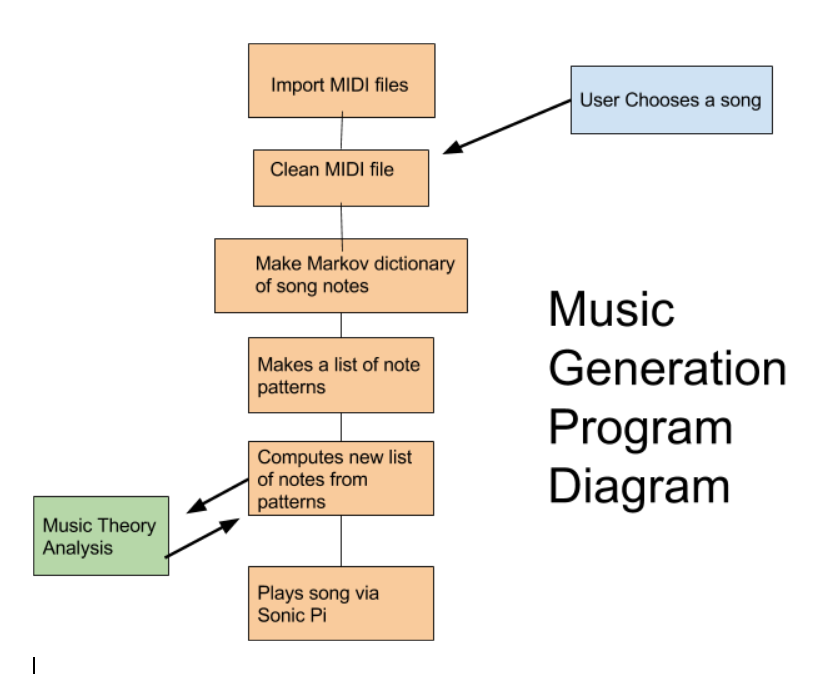 Import MIDI files
User Chooses a song
Clean MIDI file
Make Markov dictionary
of song notes
Music
Generation
Program
Diagram
Makes a list of note
patterns
Computes new list
of notes from
patterns
Music Theory
Analysis
Plays song via
Sonic Pi